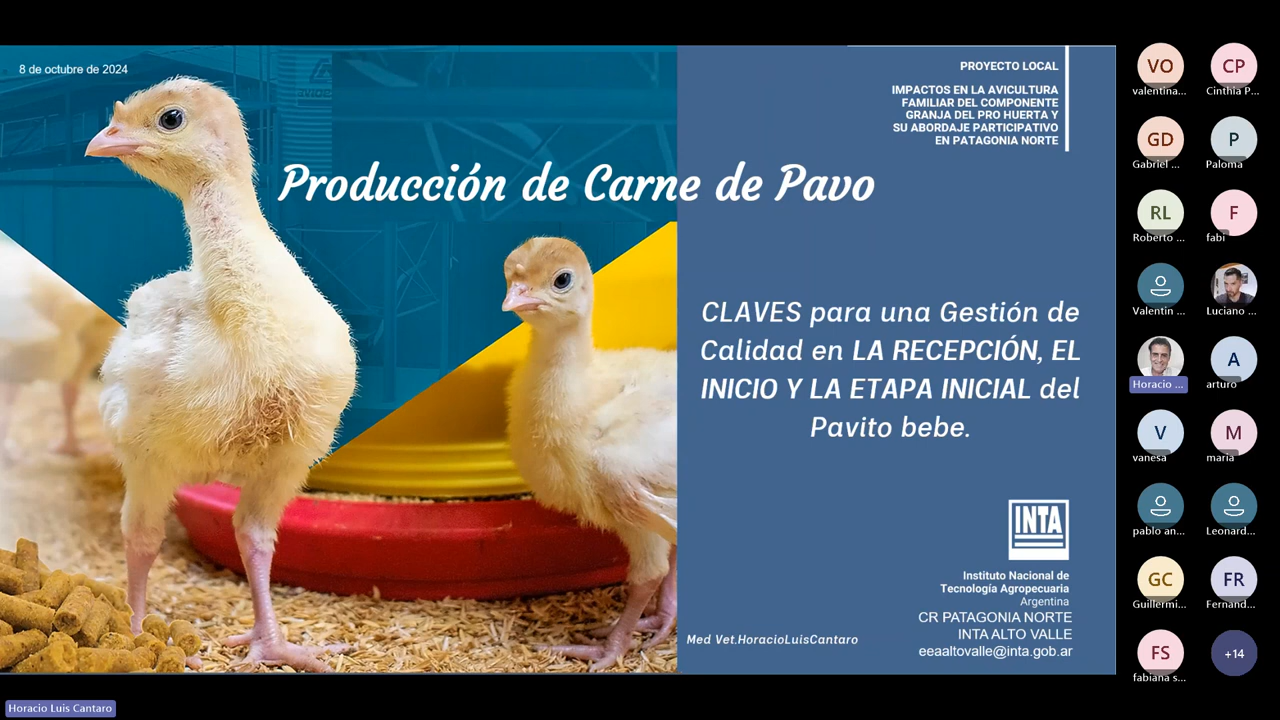 8 de octubre de 2024
PROYECTO LOCAL
IMPACTOS EN LA AVICULTURA
FAMILIAR DEL COMPONENTE
GRANJA DEL PRO HUERTA Y
SU ABORDAJE PARTICIPATIVO
EN PATAGONIA NORTE
Producción de Carne de Pavo
CLAVES para una Gestión de
Calidad en LA RECEPCIÓN, EL
INICIO Y LA ETAPA INICIAL del
Pavito bebe.
INTA
Instituto Nacional de
Tecnología Agropecuaria
Argentina
CR PATAGONIA NORTE
INTA ALTO VALLE
eeaaltovalle@inta.gob.ar
Med Vet.HoracioLuisCantaro
VO
valentina...
CP
Cinthia P...
GD
Gabriel ...
P
Paloma
RL
Roberto ...
F
fabi
Valentin ...
Luciano ...
Horacio ...
A
arturo
V
vanesa
M
maria
pablo an...
Leonard...
GC
Guillermi...
FR
Fernand...
FS
fabiana s...
+14
Horacio Luis Cantaro